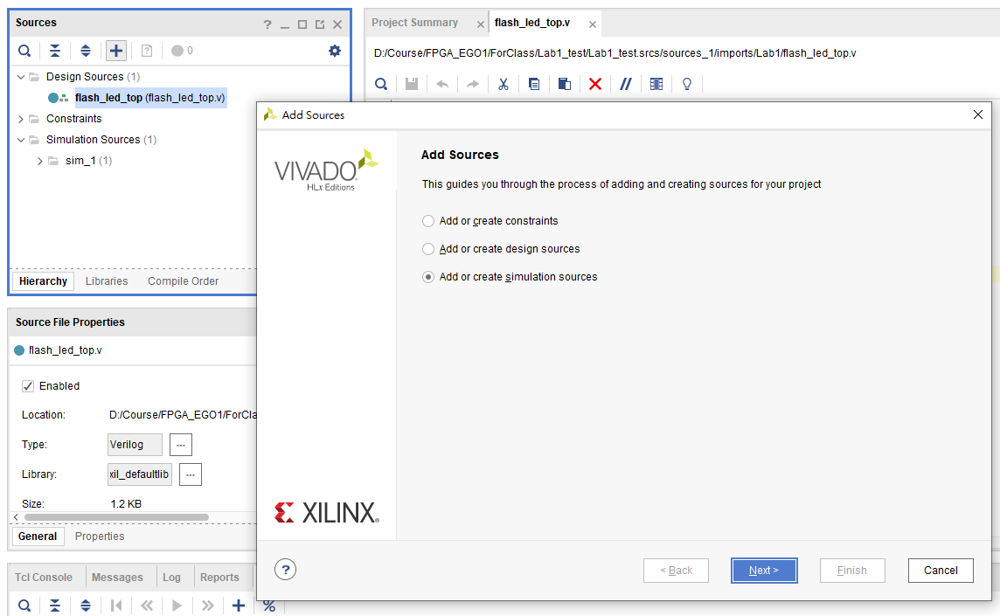 Sources
?
0
Design Sources (1)
flash_led_top (flash_led_top.v)
Constraints
Simulation Sources (1)
sim_1 (1)
Hierarchy
Libraries
Compile Order
Project Summary
flash_led_top.v
D:/Course/FPGA_EGO1/ForClass/Lab1_test/Lab1_test.srcs/sources_1/imports/Lab1/flash_led_top.v
Source File Properties
flash_led_top.v
Enabled
Location: D:/Course/FPGA_EGO1/ForCla
Type: Verilog ...
Library: xil_defaultlib ...
Size: 1.2 KB
General
Properties
Tcl Console
Messages
Log
Reports
%
Add Sources
VIVADO
HLx Editions
Add Sources
This guides you through the process of adding and creating sources for your project
Add or create constraints
Add or create design sources
Add or create simulation sources
XILINX
?
< Back
Next >
Finish
Cancel